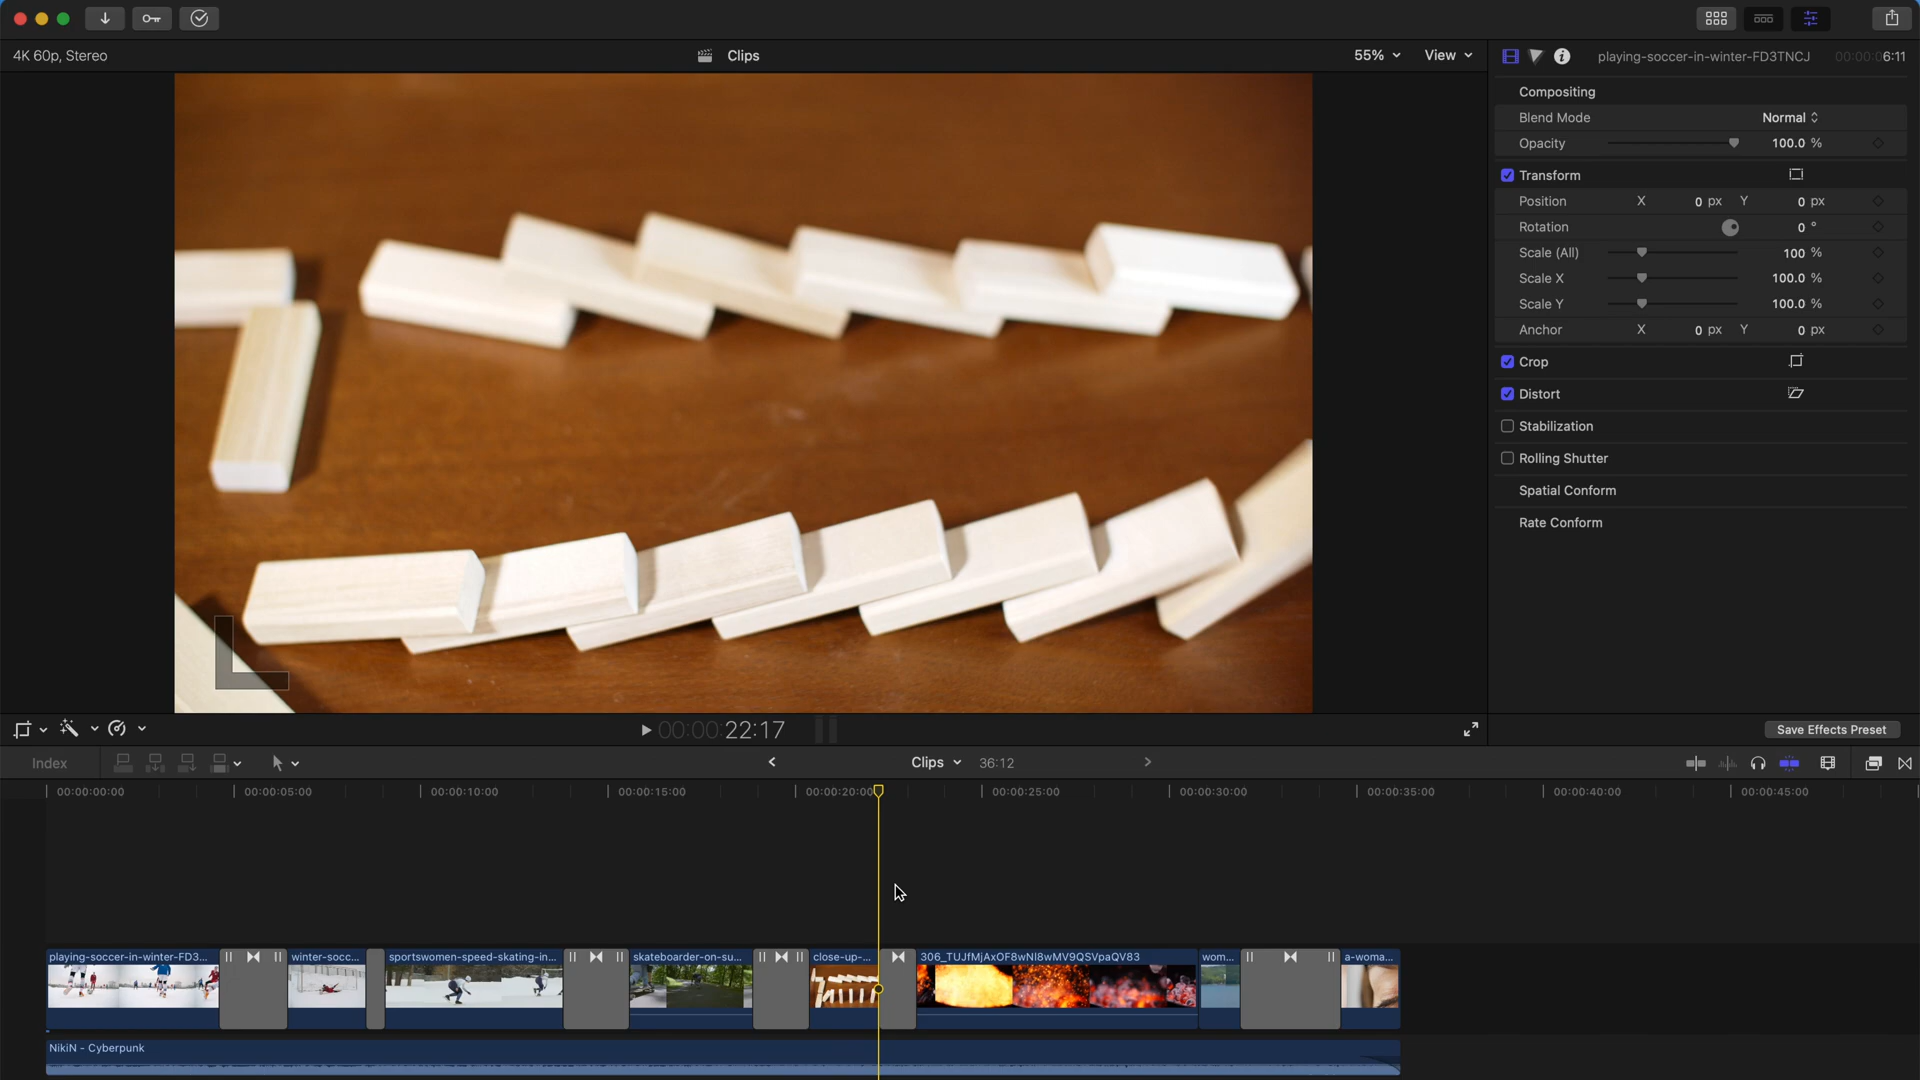 4K 60p, Stereo
Clips
55%
View
playing-soccer-in-winter-FD3TNCJ
00:00:06:11
Compositing
Blend Mode
Normal
Opacity
100.0 %
Transform
Position
X
0 px
Y
0 px
Rotation
0 °
Scale (All)
100 %
Scale X
100.0 %
Scale Y
100.0 %
Anchor
X
0 px
Y
0 px
Crop
Distort
Stabilization
Rolling Shutter
Spatial Conform
Rate Conform
00:00:22:17
Save Effects Preset
Index
Clips
36:12
00:00:00:00
00:00:05:00
00:00:10:00
00:00:15:00
00:00:20:00
00:00:25:00
00:00:30:00
00:00:35:00
00:00:40:00
00:00:45:00
playing-soccer-in-winter-FD3...
winter-socc...
sportswomen-speed-skating-in...
skateboarder-on-su...
close-up-...
306_TUJfMjAxOF8wNl8wMV9QSVpaQV83
wom...
a-woma...
NikiN - Cyberpunk